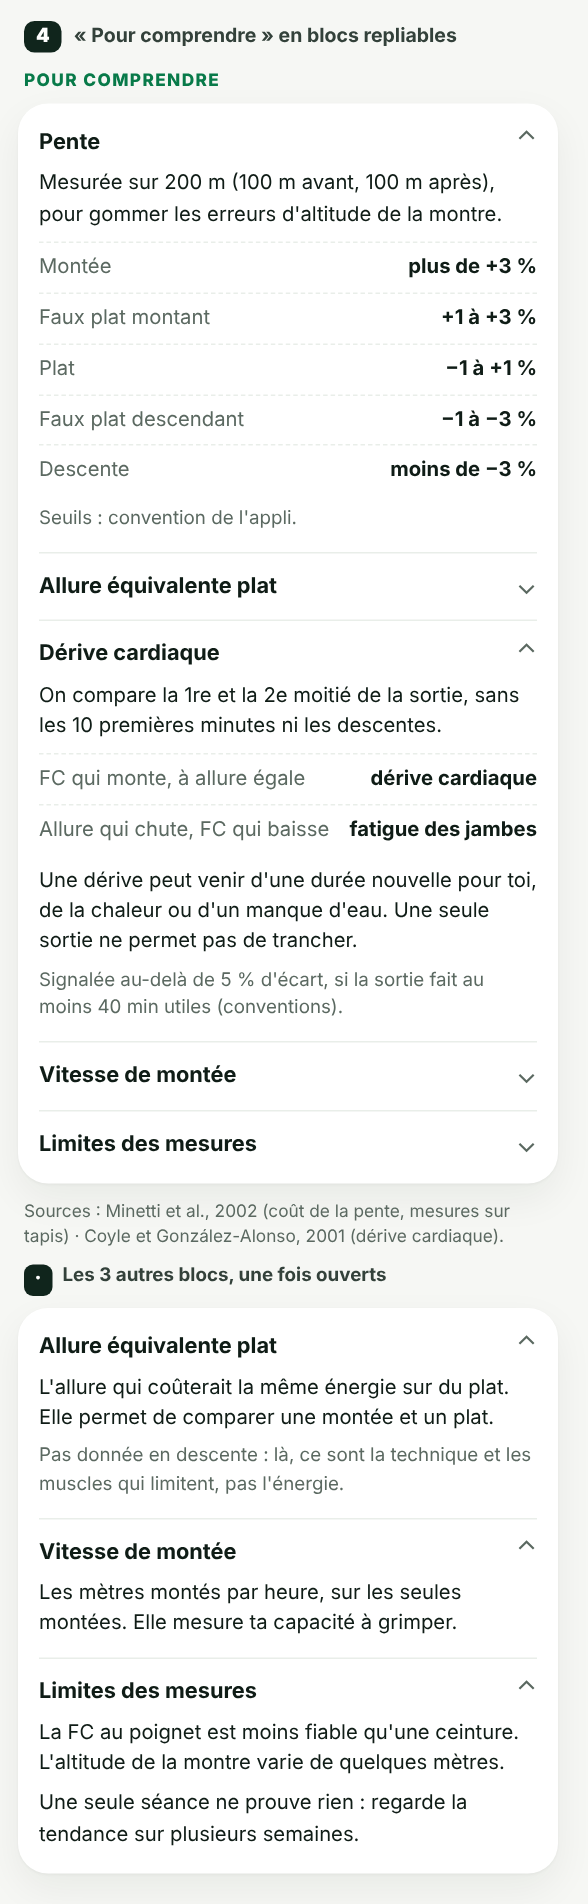 4 « Pour comprendre » en blocs repliables
POUR COMPRENDRE
Pente
Mesurée sur 200 m (100 m avant, 100 m après),
pour gommer les erreurs d'altitude de la montre.
Montée plus de +3 %
Faux plat montant +1 à +3 %
Plat −1 à +1 %
Faux plat descendant −1 à −3 %
Descente moins de −3 %
Seuils : convention de l'appli.
Allure équivalente plat
Dérive cardiaque
On compare la 1re et la 2e moitié de la sortie, sans
les 10 premières minutes ni les descentes.
FC qui monte, à allure égale dérive cardiaque
Allure qui chute, FC qui baisse fatigue des jambes
Une dérive peut venir d'une durée nouvelle pour toi,
de la chaleur ou d'un manque d'eau. Une seule
sortie ne permet pas de trancher.
Signalée au-delà de 5 % d'écart, si la sortie fait au
moins 40 min utiles (conventions).
Vitesse de montée
Limites des mesures
Sources : Minetti et al., 2002 (coût de la pente, mesures sur
tapis) · Coyle et González-Alonso, 2001 (dérive cardiaque).
· Les 3 autres blocs, une fois ouverts
Allure équivalente plat
L'allure qui coûterait la même énergie sur du plat.
Elle permet de comparer une montée et un plat.
Pas donnée en descente : là, ce sont la technique et les
muscles qui limitent, pas l'énergie.
Vitesse de montée
Les mètres montés par heure, sur les seules
montées. Elle mesure ta capacité à grimper.
Limites des mesures
La FC au poignet est moins fiable qu'une ceinture.
L'altitude de la montre varie de quelques mètres.
Une seule séance ne prouve rien : regarde la
tendance sur plusieurs semaines.